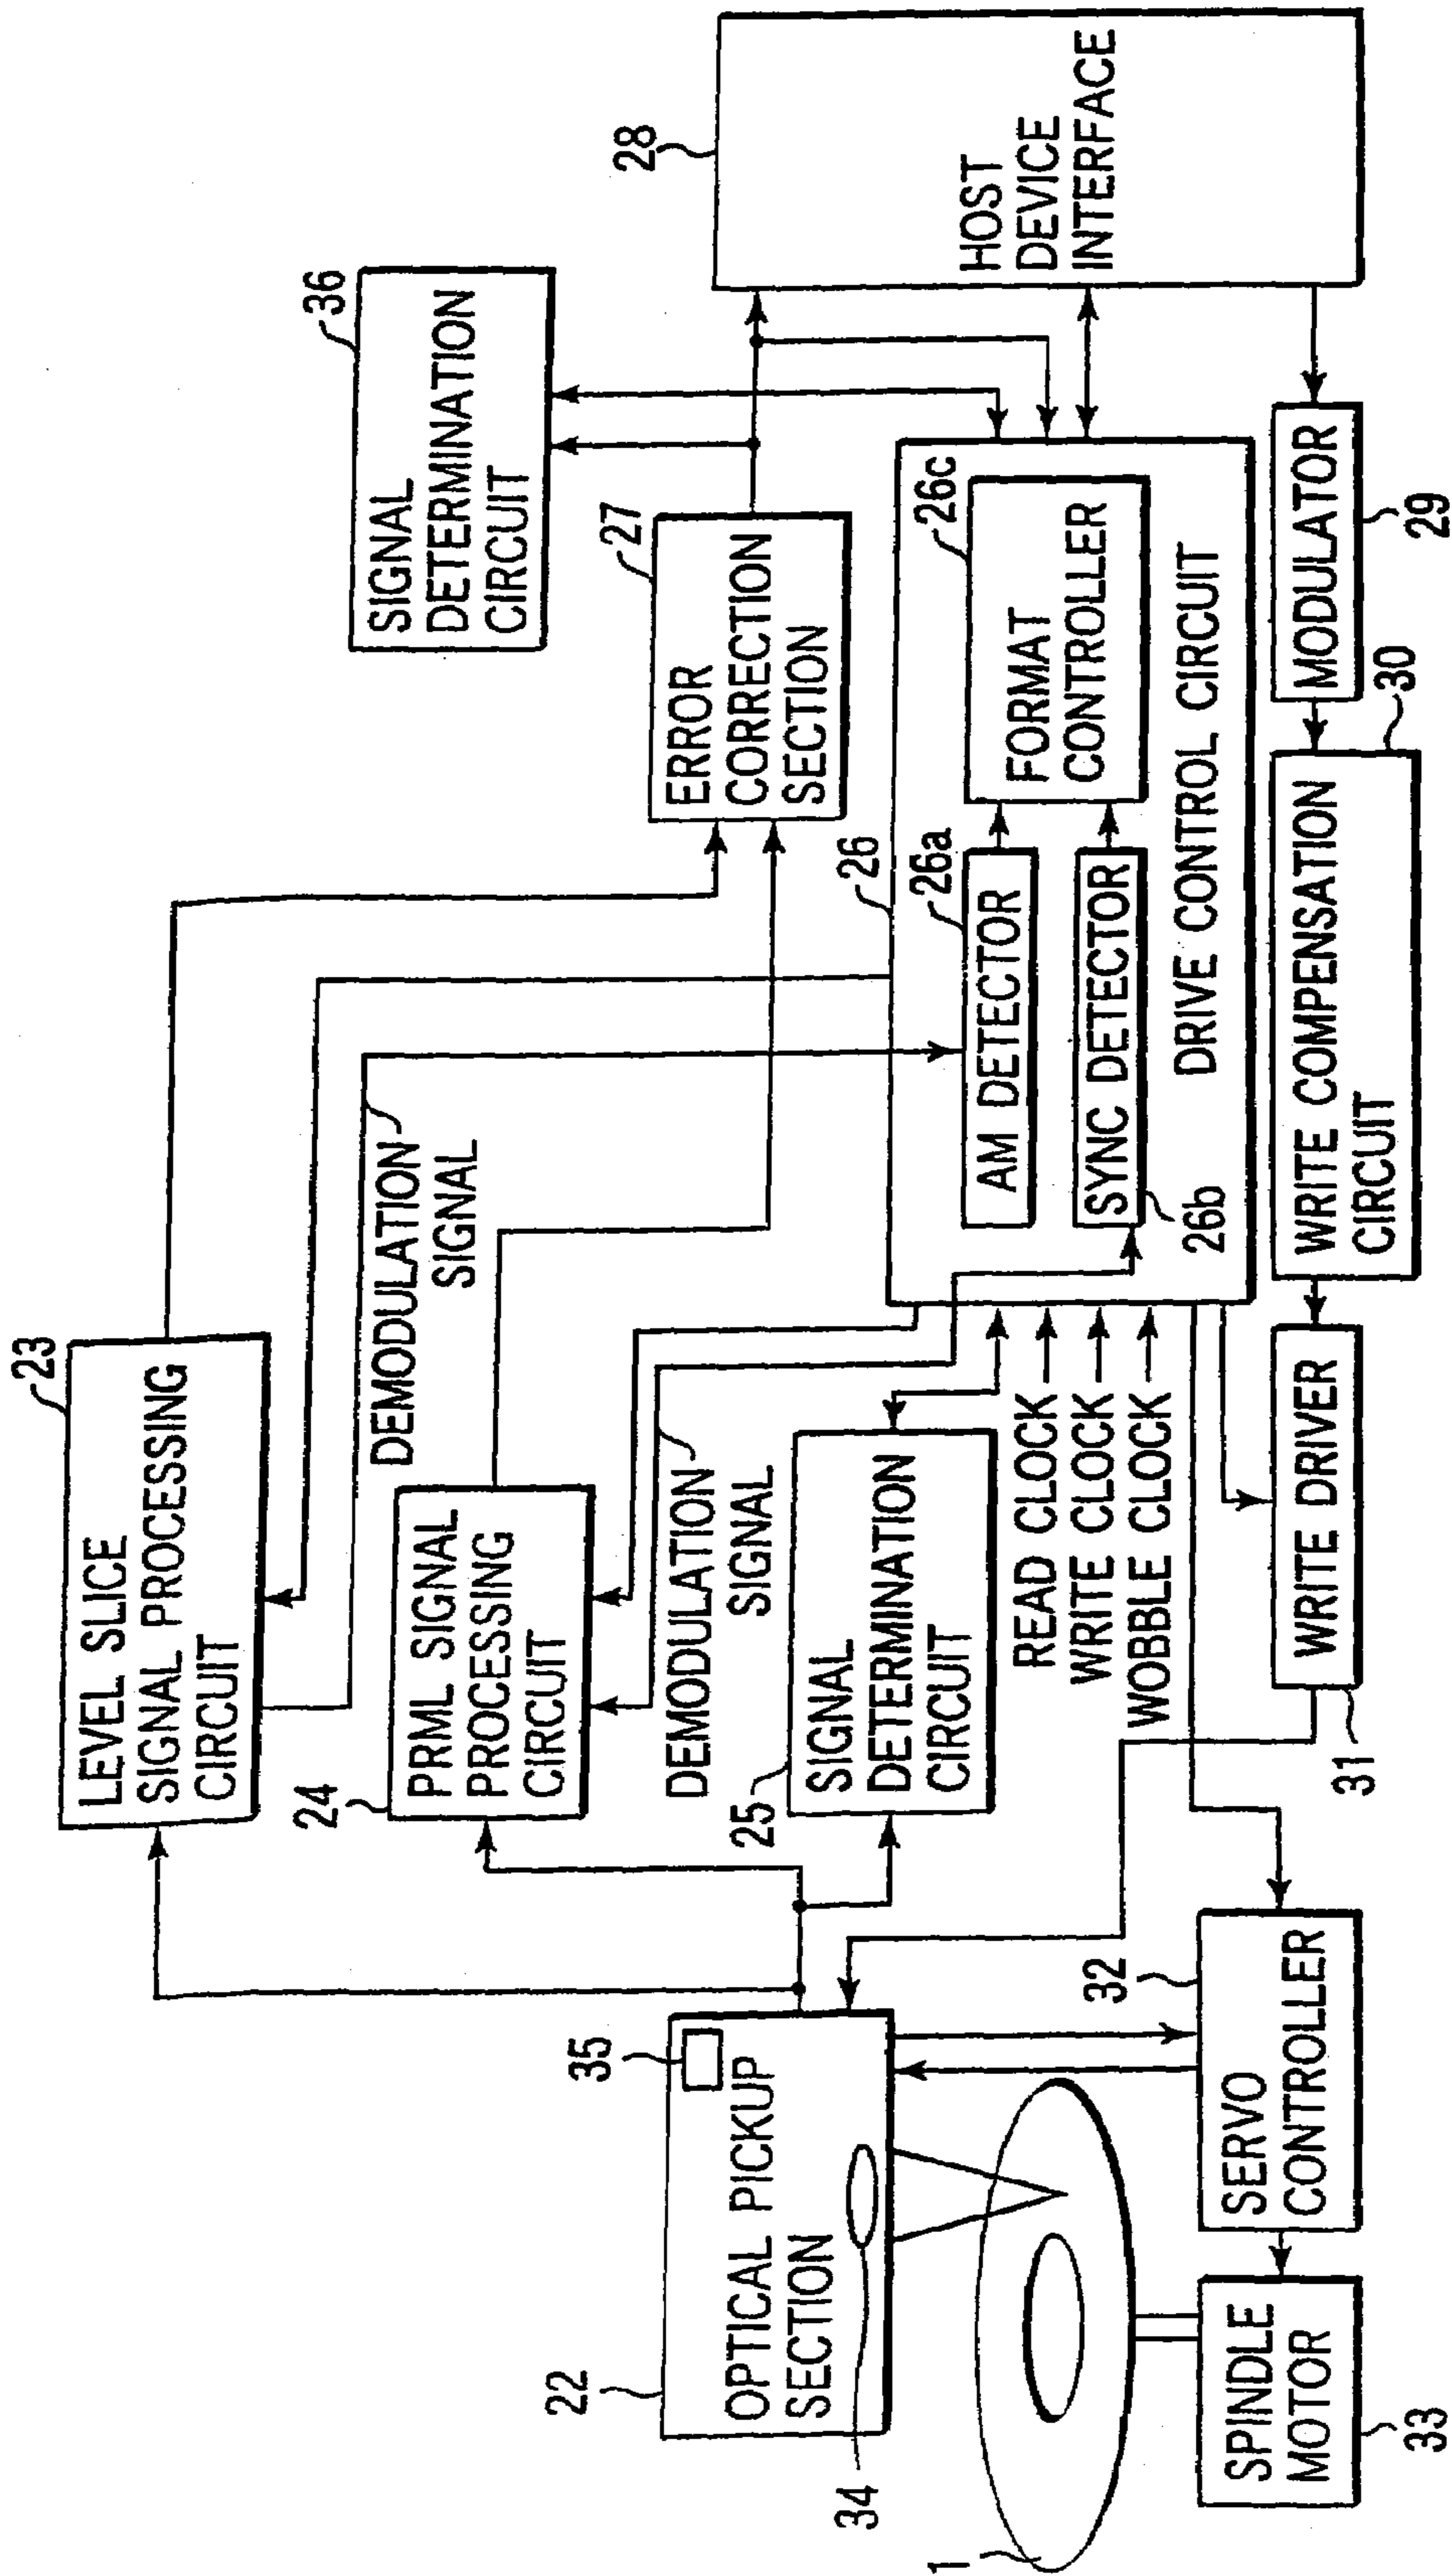 23
LEVEL SLICE
SIGNAL PROCESSING
CIRCUIT
36
SIGNAL
DETERMINATION
CIRCUIT
DEMODULATION
SIGNAL
24
PRML SIGNAL
PROCESSING
CIRCUIT
27
ERROR
CORRECTION
SECTION
28
HOST
DEVICE
INTERFACE
DEMODULATION
SIGNAL
22
OPTICAL PICKUP
SECTION
35
34
25
SIGNAL
DETERMINATION
CIRCUIT
26
26a
AM DETECTOR
26c
FORMAT
CONTROLLER
SYNC DETECTOR
26b
DRIVE CONTROL CIRCUIT
READ CLOCK
WRITE CLOCK
WOBBLE CLOCK
1
32
SERVO
CONTROLLER
SPINDLE
MOTOR
33
WRITE DRIVER
31
WRITE COMPENSATION
CIRCUIT
30
MODULATOR
29